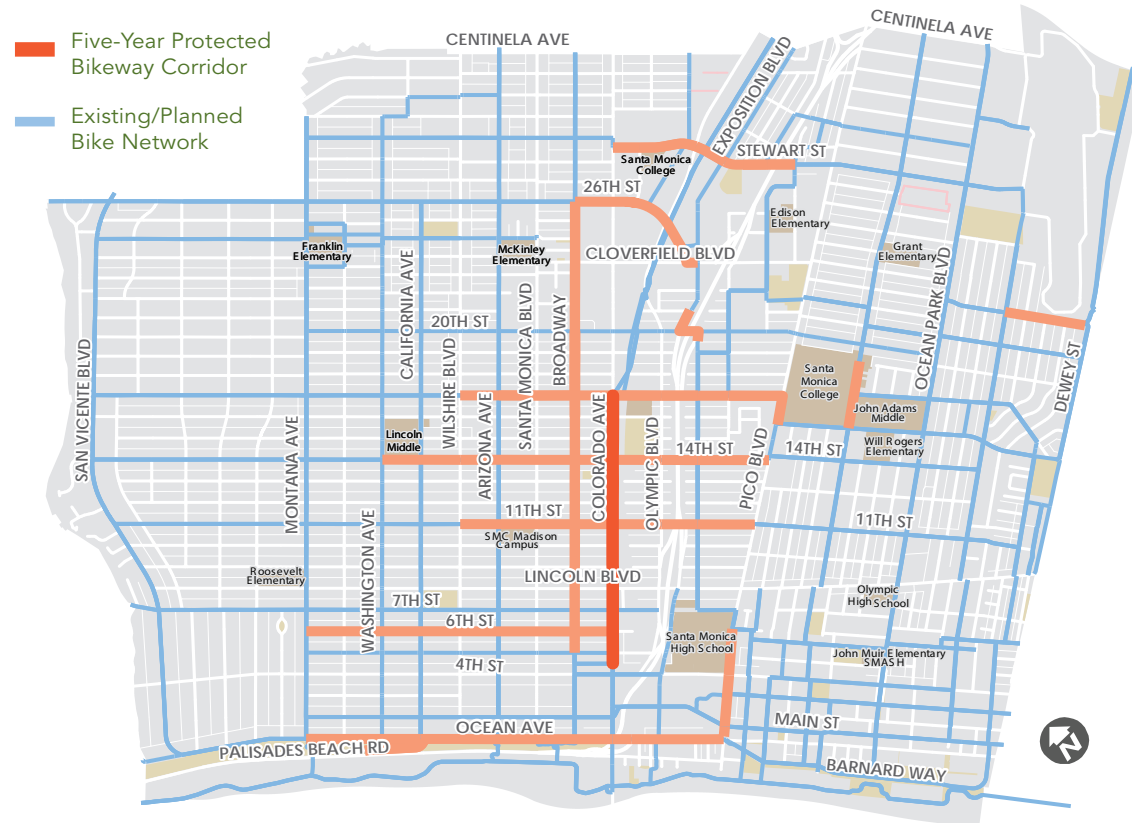 Five-Year Protected
Bikeway Corridor
Existing/Planned
Bike Network
CENTINELA AVE
CENTINELA AVE
EXPOSITION BLVD
STEWART ST
Santa Monica
College
26TH ST
Edison
Elementary
Franklin
Elementary
McKinley
Elementary
CLOVERFIELD BLVD
Grant
Elementary
CALIFORNIA AVE
SANTA MONICA BLVD
BROADWAY
OCEAN PARK BLVD
20TH ST
SAN VICENTE BLVD
WILSHIRE BLVD
DEWEY ST
Santa
Monica
College
MONTANA AVE
ARIZONA AVE
COLORADO AVE
OLYMPIC BLVD
John Adams
Middle
Lincoln
Middle
14TH ST
14TH ST
Will Rogers
Elementary
PICO BLVD
11TH ST
11TH ST
SMC Madison
Campus
WASHINGTON AVE
Roosevelt
Elementary
LINCOLN BLVD
Olympic
High School
7TH ST
6TH ST
Santa Monica
High School
4TH ST
John Muir Elementary
SMASH
OCEAN AVE
MAIN ST
PALISADES BEACH RD
BARNARD WAY
N